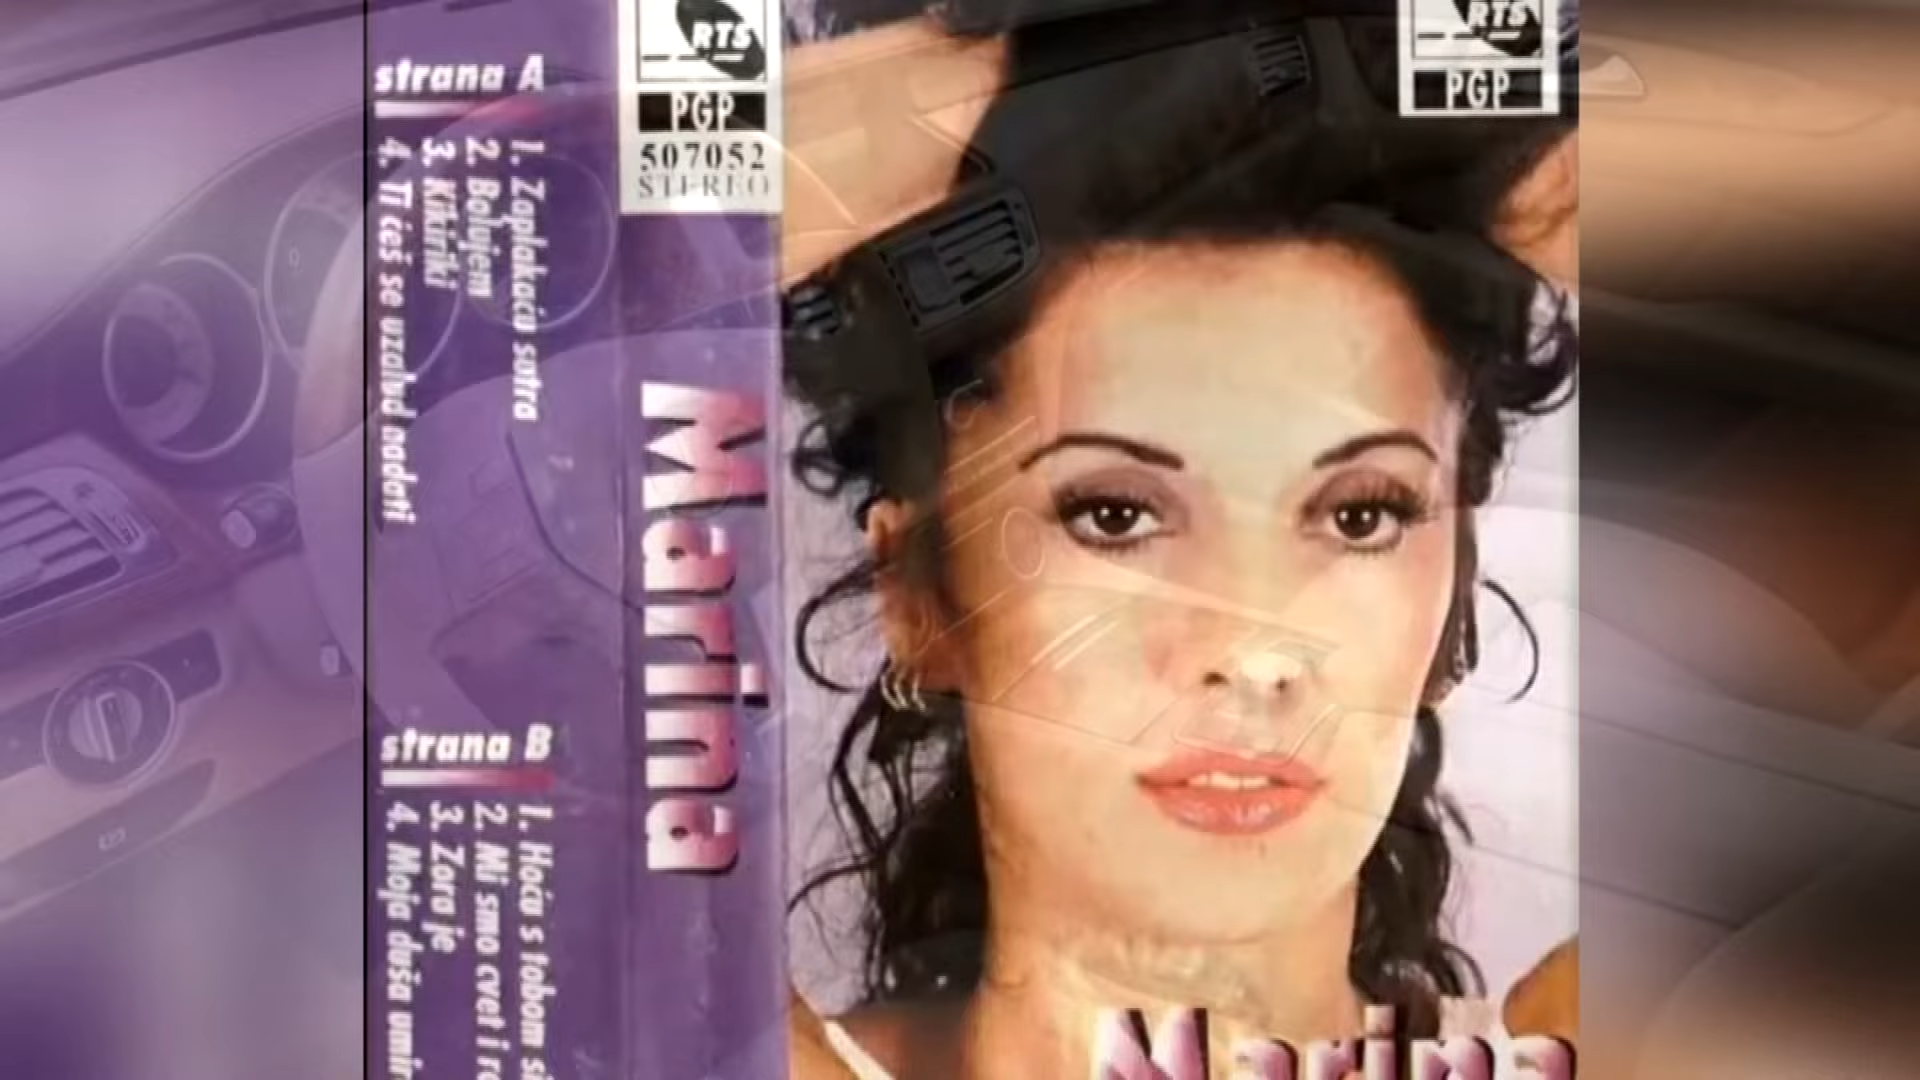 strana A
1. Zaplakaću sutra
2. Bolujem
3. Kikiriki
4. Ti ćeš se uzalud nadati
strana B
1. Hoću s tobom
2. Mi smo cvet i
3. Zora je
4. Moja duša
RTS
PGP
507052
STEREO
Marina
RTS
PGP
Marina